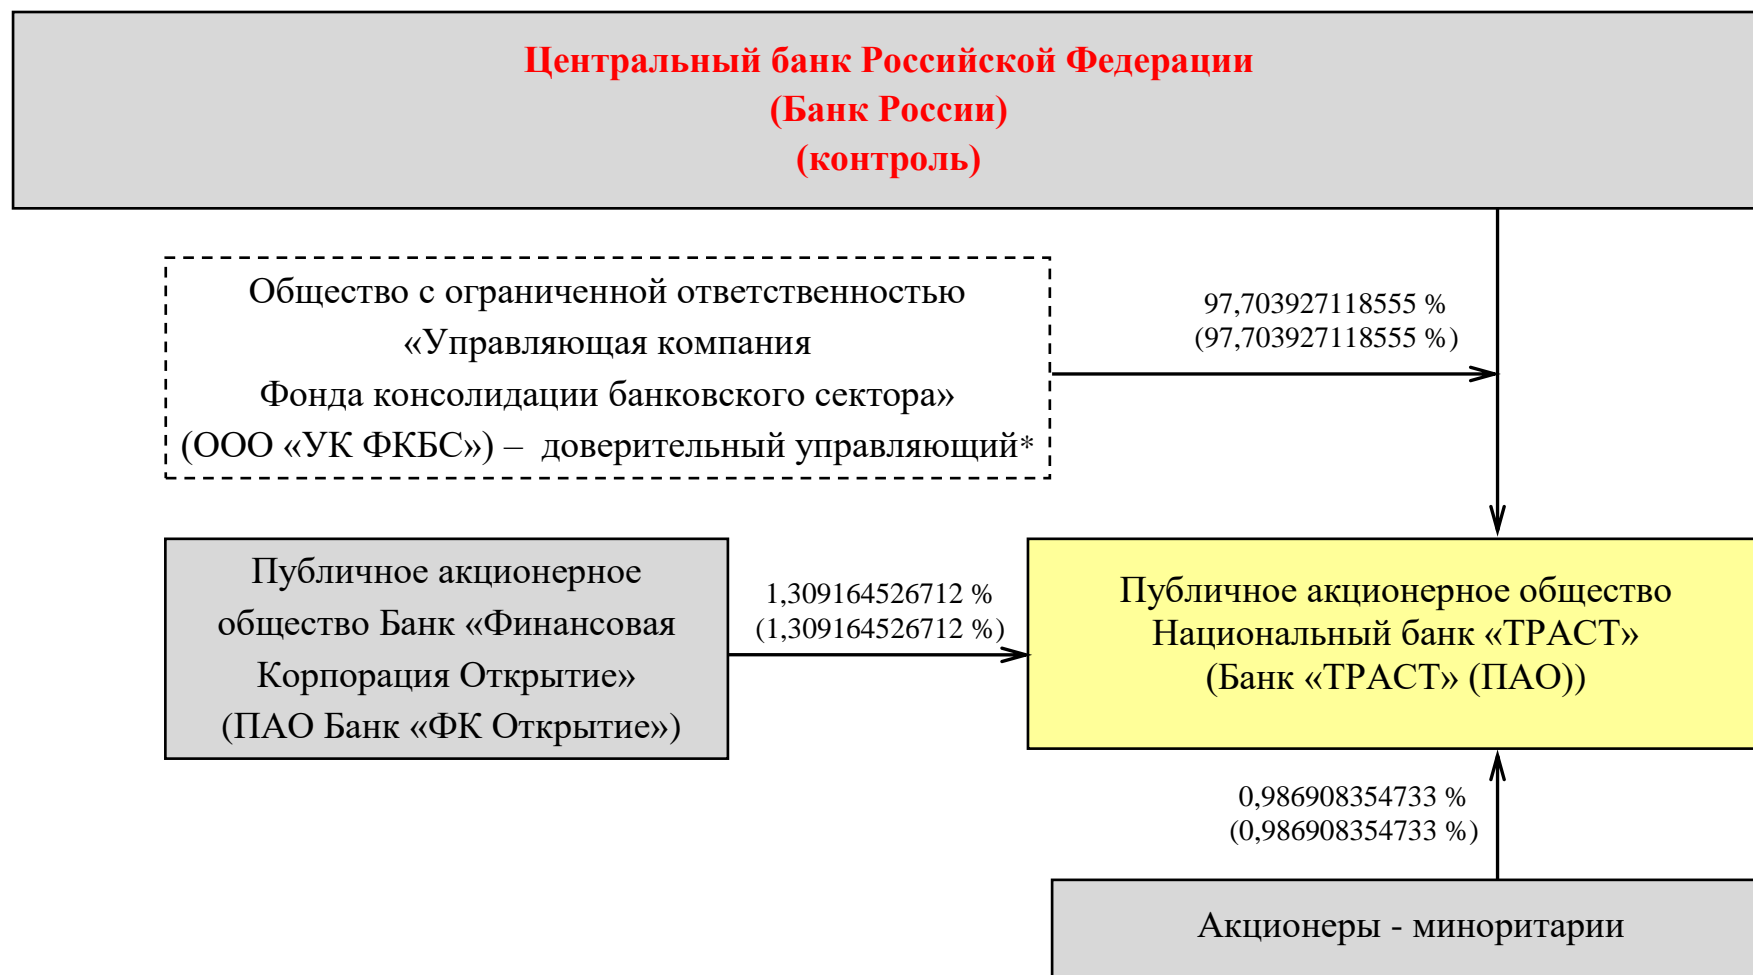 Центральный банк Российской Федерации
(Банк России)
(контроль)
Общество с ограниченной ответственностью
«Управляющая компания
Фонда консолидации банковского сектора»
(ООО «УК ФКБС») – доверительный управляющий*
97,703927118555 %
(97,703927118555 %)
Публичное акционерное
общество Банк «Финансовая
Корпорация Открытие»
(ПАО Банк «ФК Открытие»)
1,309164526712 %
(1,309164526712 %)
Публичное акционерное общество
Национальный банк «ТРАСТ»
(Банк «ТРАСТ» (ПАО))
0,986908354733 %
(0,986908354733 %)
Акционеры - миноритарии